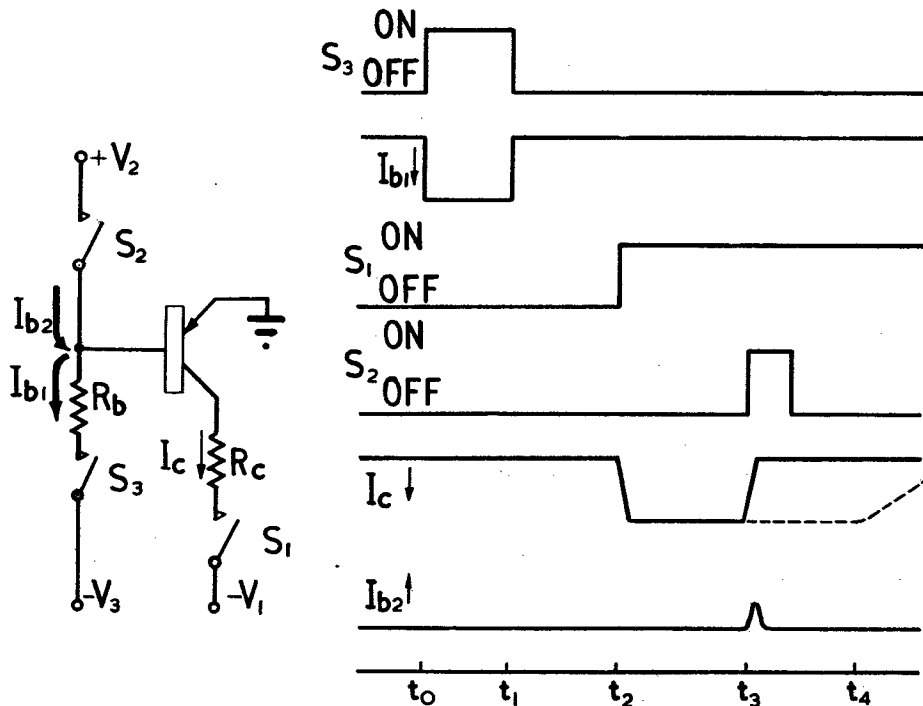 +V₂
S₂
I_b2
I_b1
R_b
S₃
-V₃
I_c
R_c
S₁
-V₁
ON
S₃ OFF
I_b1↓
ON
S₁
OFF
ON
S₂
OFF
I_c↓
I_b2↑
t₀ t₁ t₂ t₃ t₄